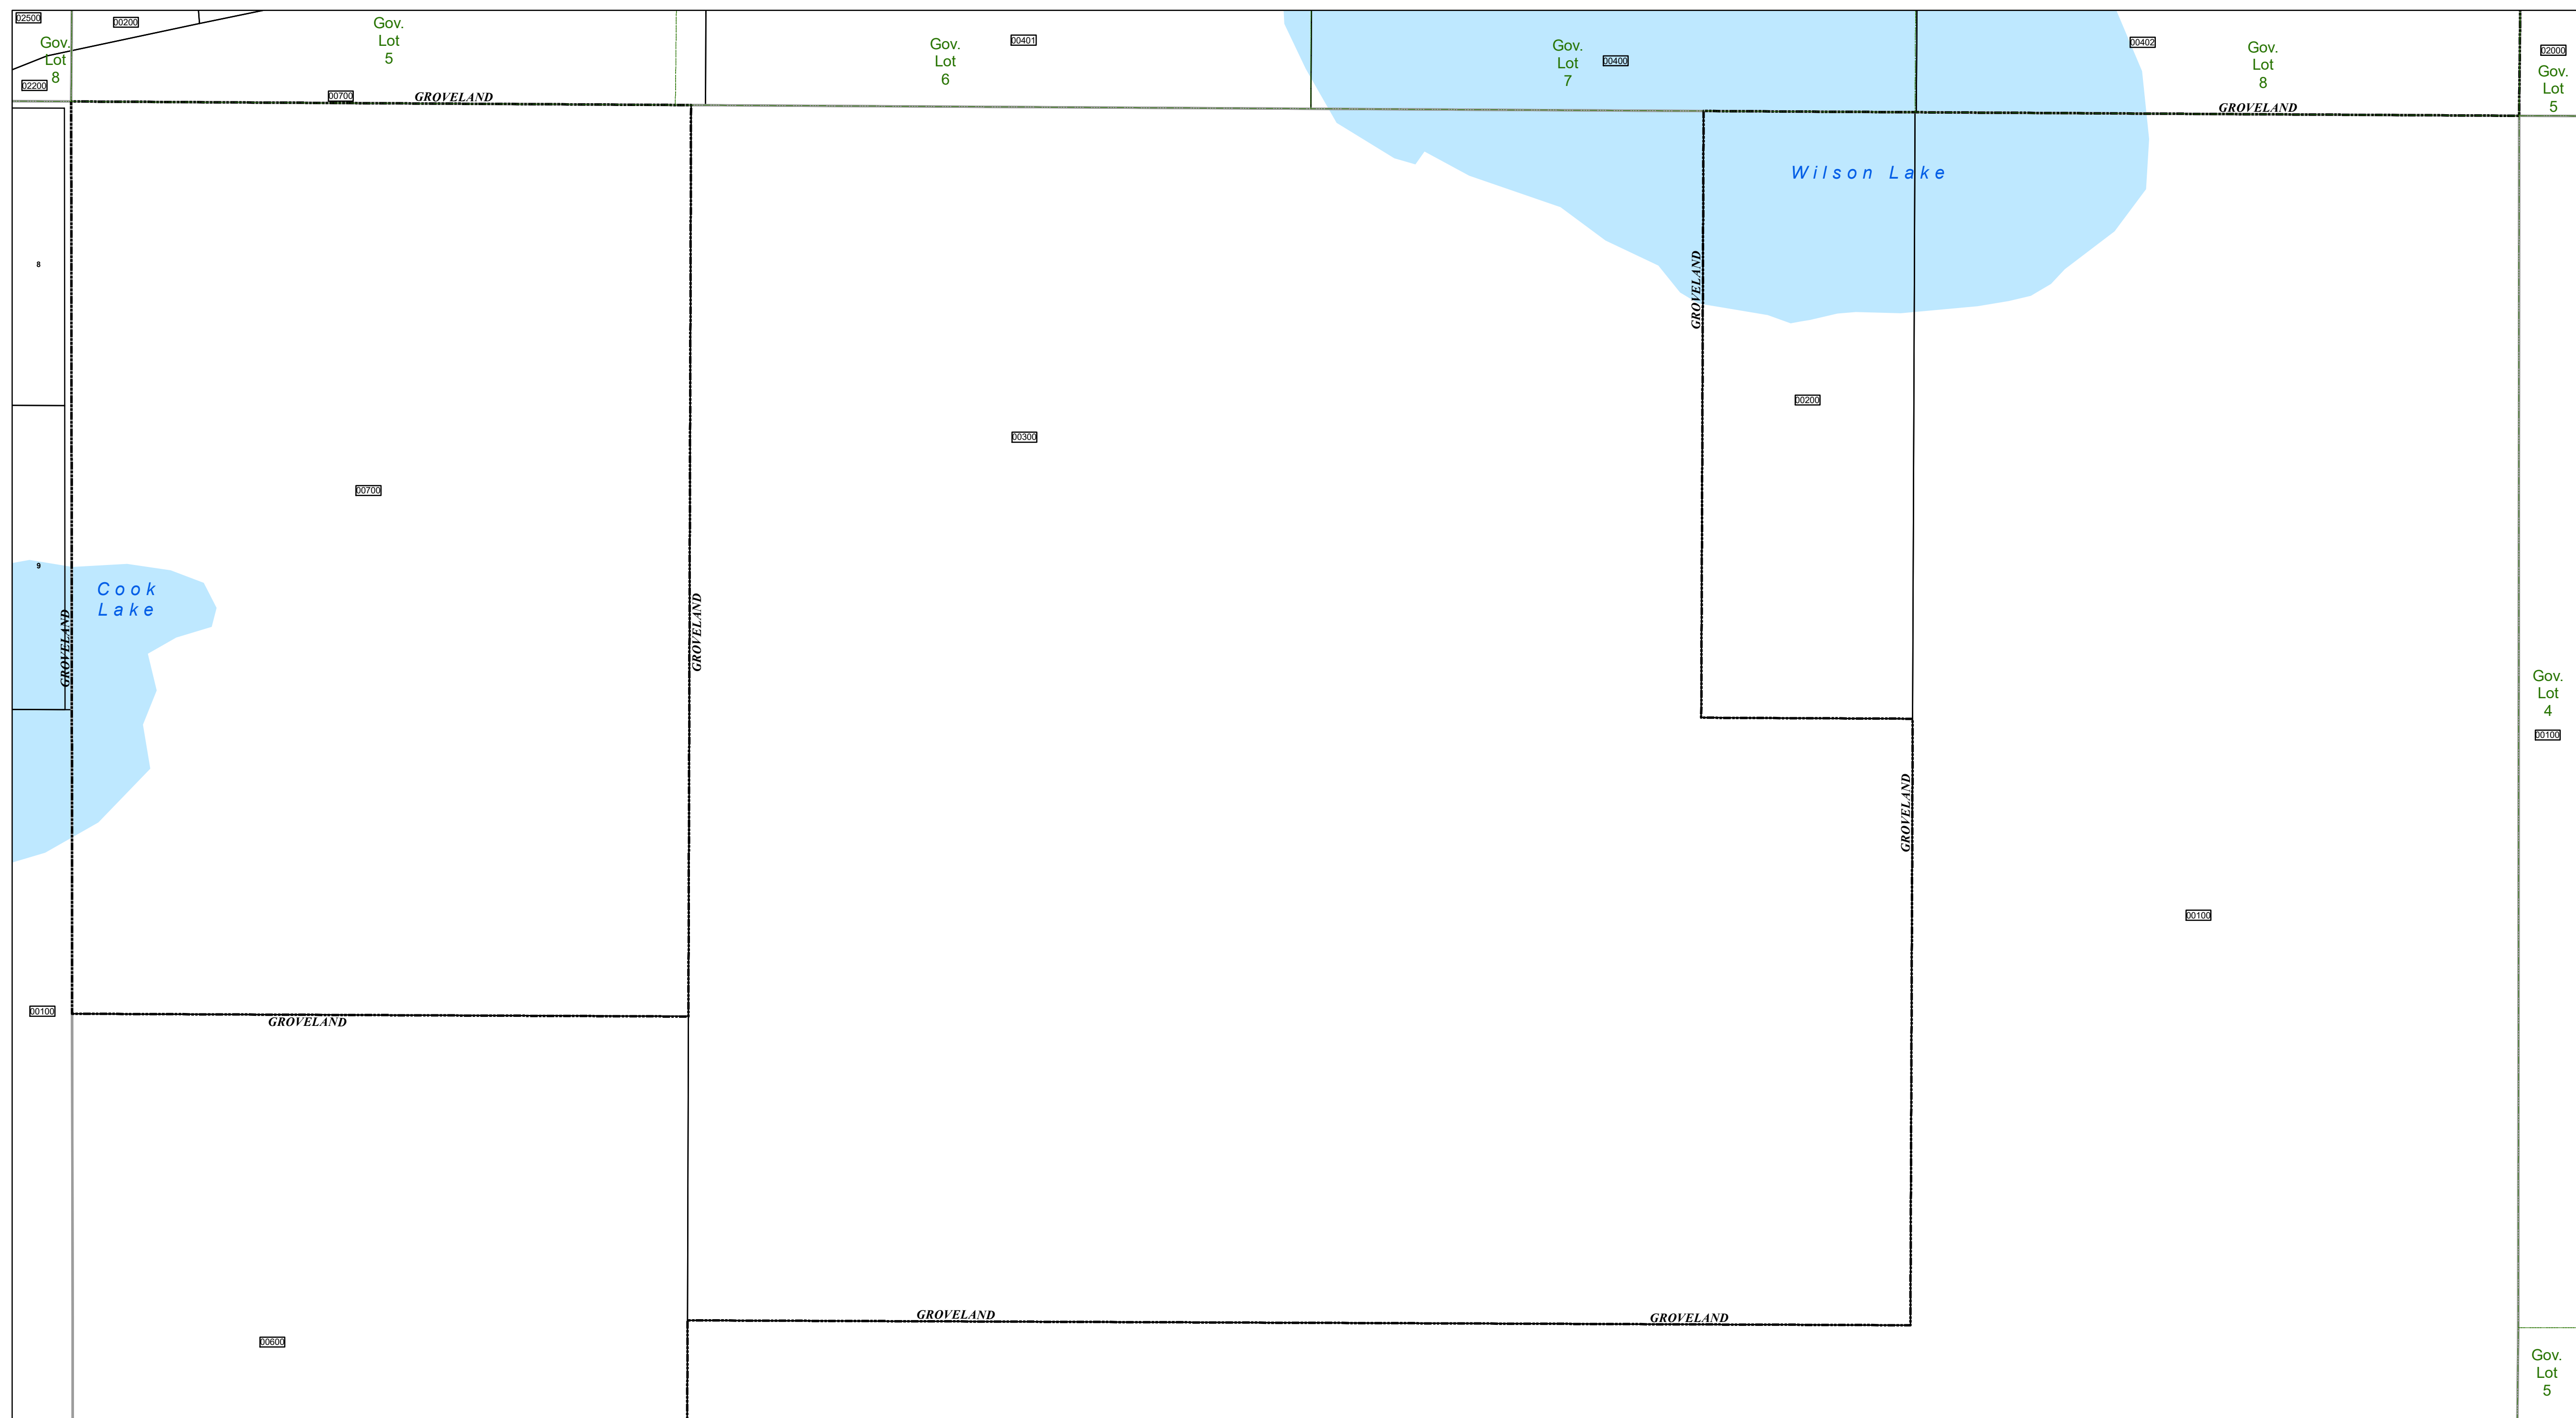 02500
00200
Gov.
Lot
5
Gov.
Lot
8
02200
00700
GROVELAND
Gov.
Lot
6
00401
Gov.
Lot
7
00400
00402
Gov.
Lot
8
GROVELAND
02000
Gov.
Lot
5
Wilson Lake
8
GROVELAND
00200
00300
00700
9
Cook
Lake
GROVELAND
GROVELAND
Gov.
Lot
4
00100
GROVELAND
00100
00100
GROVELAND
GROVELAND
GROVELAND
00600
Gov.
Lot
5